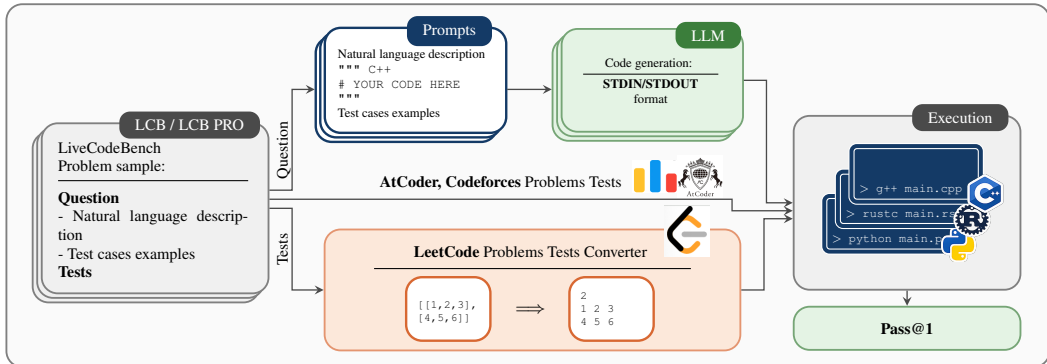 LCB / LCB PRO
LiveCodeBench
Problem sample:
Question
- Natural language descrip-
tion
- Test cases examples
Tests
Question
Tests
Prompts
Natural language description
""" C++
# YOUR CODE HERE
"""
Test cases examples
LLM
Code generation:
STDIN/STDOUT
format
AtCoder, Codeforces Problems Tests
AtCoder
LeetCode Problems Tests Converter
[[1,2,3],
[4,5,6]]
⟹
2
1 2 3
4 5 6
Execution
> g++ main.cpp
C++
> rustc main.rs
R
> python main.p
Pass@1